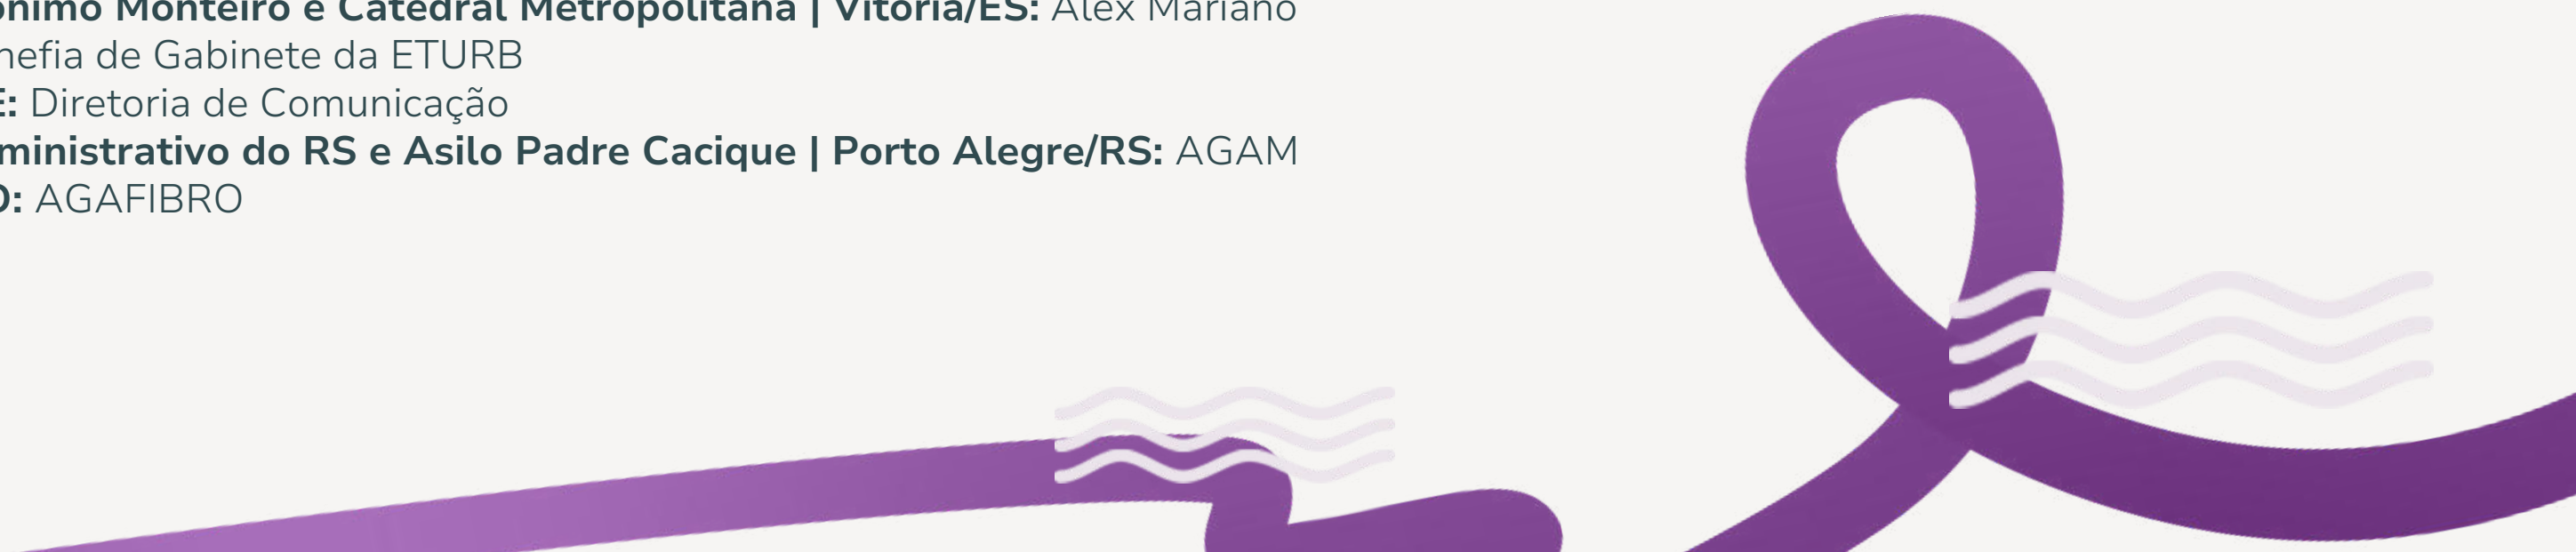 ônimo Monteiro e Catedral Metropolitana | Vitória/ES: Alex Mariano
hefia de Gabinete da ETURB
E: Diretoria de Comunicação
ministrativo do RS e Asilo Padre Cacique | Porto Alegre/RS: AGAM
O: AGAFIBRO